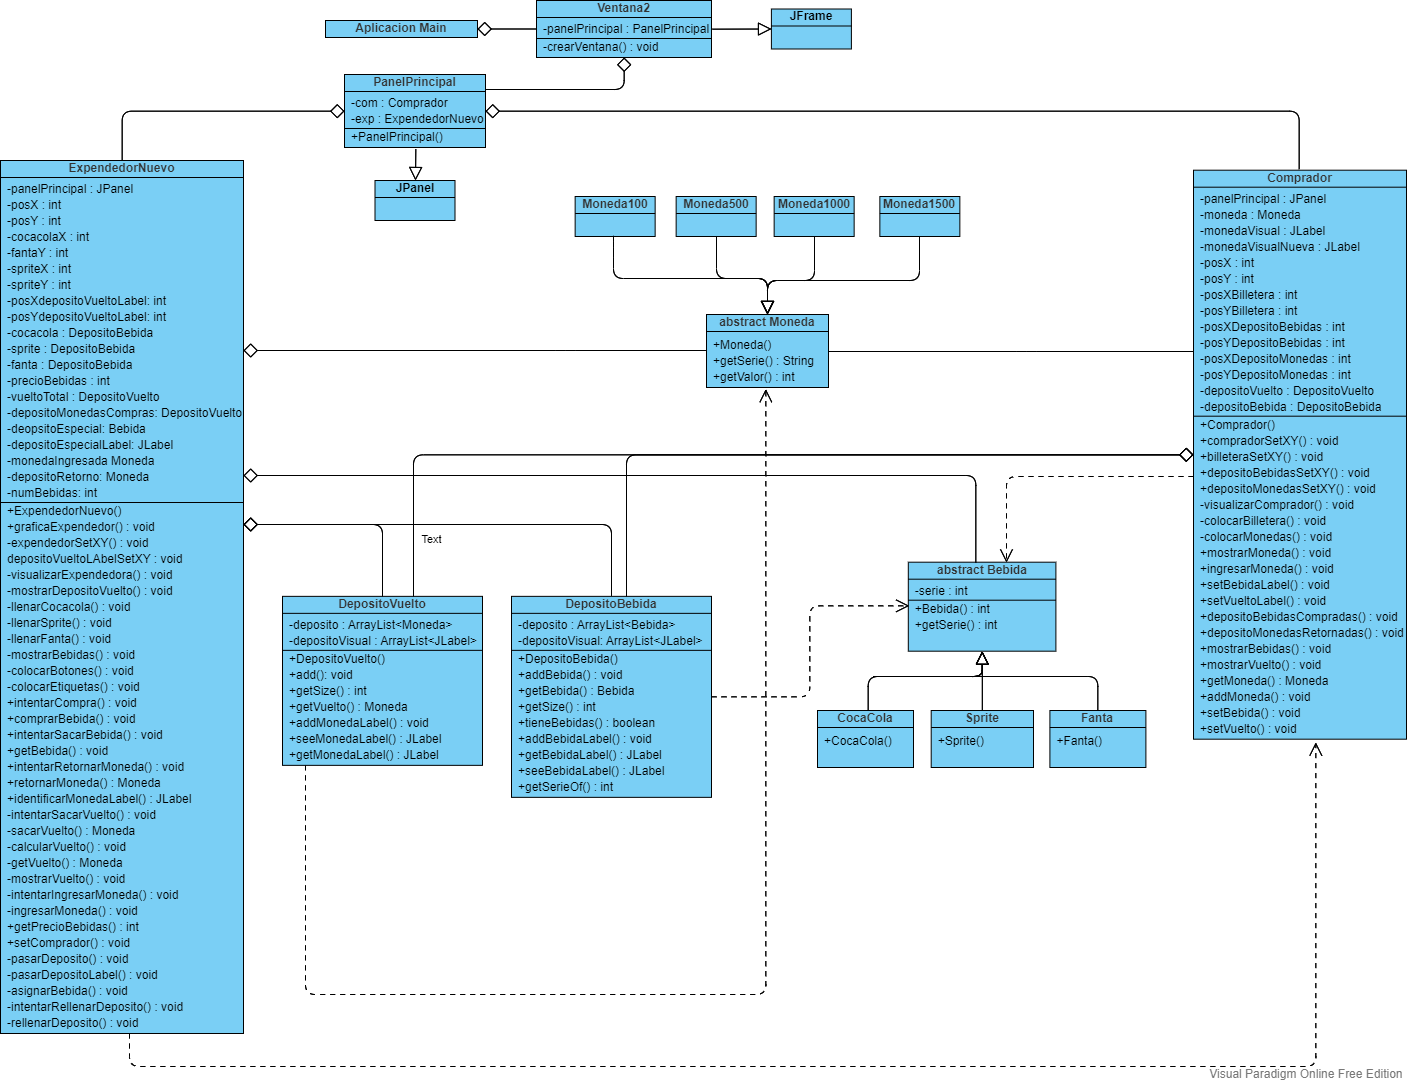 Aplicacion Main
Ventana2
-panelPrincipal : PanelPrincipal
-crearVentana() : void
JFrame
PanelPrincipal
-com : Comprador
-exp : ExpendedorNuevo
+PanelPrincipal()
JPanel
ExpendedorNuevo
-panelPrincipal : JPanel
-posX : int
-posY : int
-cocacolaX : int
-fantaY : int
-spriteX : int
-spriteY : int
-posXdepositoVueltoLabel: int
-posYdepositoVueltoLabel: int
-cocacola : DepositoBebida
-sprite : DepositoBebida
-fanta : DepositoBebida
-precioBebidas : int
-vueltoTotal : DepositoVuelto
-depositoMonedasCompras: DepositoVuelto
-deopsitoEspecial: Bebida
-depositoEspecialLabel: JLabel
-monedaIngresada Moneda
-depositoRetorno: Moneda
-numBebidas: int
+ExpendedorNuevo()
+graficaExpendedor() : void
-expendedorSetXY() : void
depositoVueltoLAbelSetXY : void
-visualizarExpendedora() : void
-mostrarDepositoVuelto() : void
-llenarCocacola() : void
-llenarSprite() : void
-llenarFanta() : void
-mostrarBebidas() : void
-colocarBotones() : void
-colocarEtiquetas() : void
-intentarCompra() : void
+comprarBebida() : void
-intentarSacarBebida() : void
+getBebida() : void
+intentarRetornarMoneda() : void
+retornarMoneda() : Moneda
+identificarMonedaLabel() : JLabel
-intentarSacarVuelto() : void
-sacarVuelto() : Moneda
-calcularVuelto() : void
-getVuelto() : Moneda
-mostrarVuelto() : void
-intentarIngresarMoneda() : void
-ingresarMoneda() : void
+getPrecioBebidas() : int
+setComprador() : void
-pasarDeposito() : void
-pasarDepositoLabel() : void
-asignarBebida() : void
-intentarRellenarDeposito() : void
-rellenarDeposito() : void
Moneda100
Moneda500
Moneda1000
Moneda1500
abstract Moneda
+Moneda()
+getSerie() : String
+getValor() : int
Text
DepositoVuelto
-deposito : ArrayList<Moneda>
-depositoVisual : ArrayList<JLabel>
+DepositoVuelto()
+add(): void
+getSize() : int
+getVuelto() : Moneda
+addMonedaLabel() : void
+seeMonedaLabel() : JLabel
+getMonedaLabel() : JLabel
DepositoBebida
-deposito : ArrayList<Bebida>
-depositoVisual: ArrayList<JLabel>
+DepositoBebida()
+addBebida() : void
+getBebida() : Bebida
+getSize() : int
+tieneBebidas() : boolean
+addBebidaLabel() : void
+getBebidaLabel() : JLabel
+seeBebidaLabel() : JLabel
+getSerieOf() : int
abstract Bebida
-serie : int
+Bebida() : int
+getSerie() : int
CocaCola
+CocaCola()
Sprite
+Sprite()
Fanta
+Fanta()
Comprador
-panelPrincipal : JPanel
-moneda : Moneda
-monedaVisual : JLabel
-monedaVisualNueva : JLabel
-posX : int
-posY : int
-posXBilletera : int
-posYBilletera : int
-posXDepositoBebidas : int
-posYDepositoBebidas : int
-posXDepositoMonedas : int
-posYDepositoMonedas : int
-depositoVuelto : DepositoVuelto
-depositoBebida : DepositoBebida
+Comprador()
+compradorSetXY() : void
+billeteraSetXY() : void
+depositoBebidasSetXY() : void
+depositoMonedasSetXY() : void
-visualizarComprador() : void
-colocarBilletera() : void
-colocarMonedas() : void
+mostrarMoneda() : void
+ingresarMoneda() : void
+setBebidaLabel() : void
+setVueltoLabel() : void
+depositoBebidasCompradas() : void
+depositoMonedasRetornadas() : void
+mostrarBebidas() : void
+mostrarVuelto() : void
+getMoneda() : Moneda
+addMoneda() : void
+setBebida() : void
+setVuelto() : void
Visual Paradigm Online Free Edition